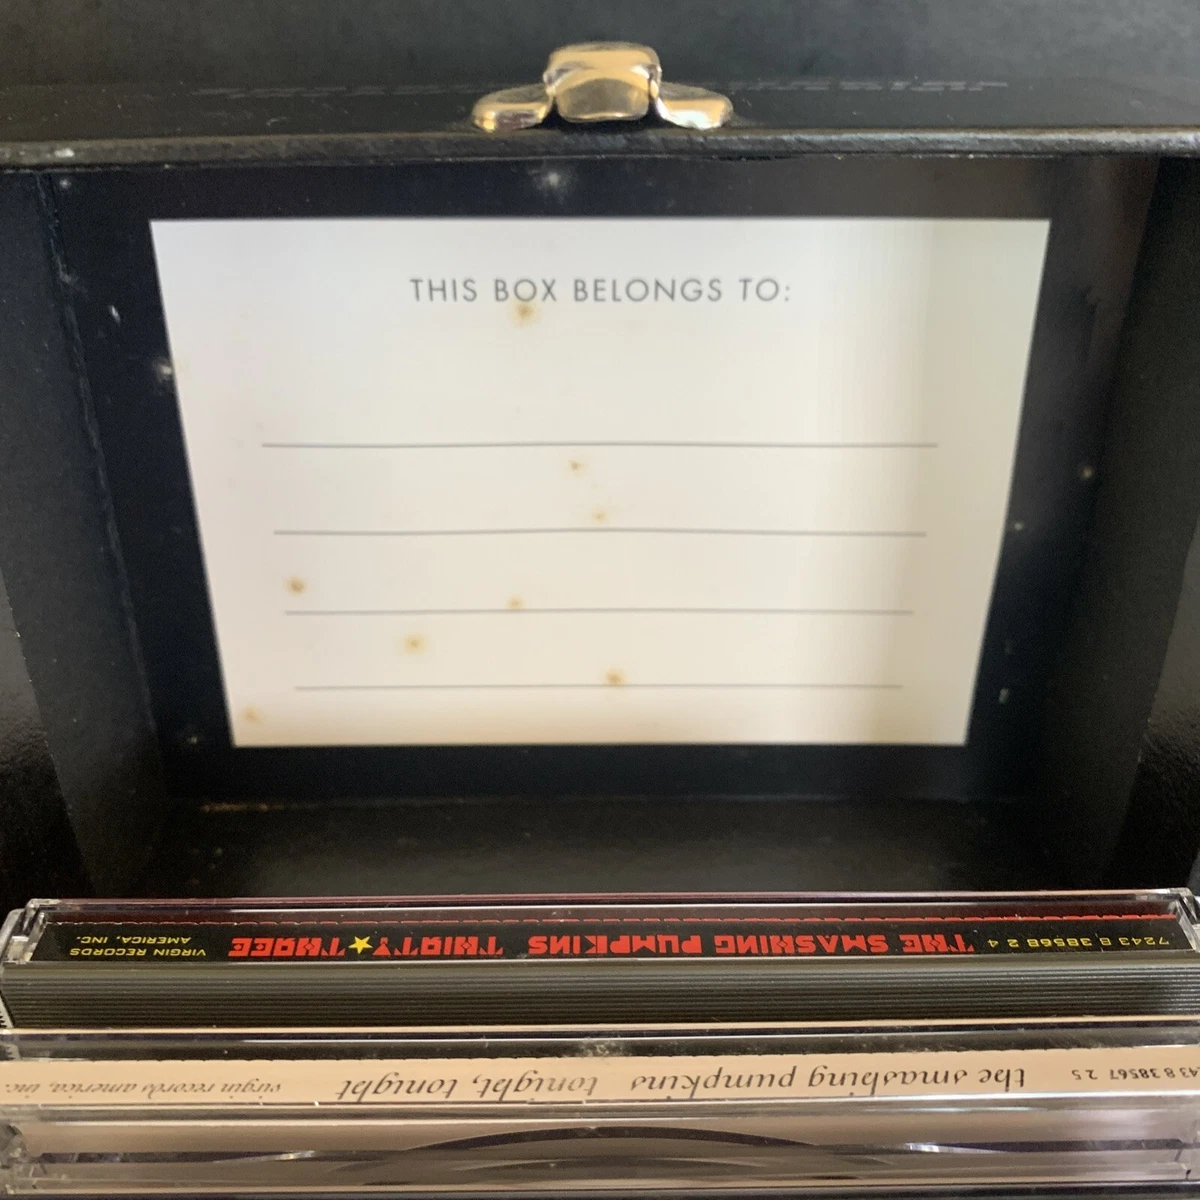 THIS BOX BELONGS TO:
7243 8 38568 2 4 THE SMASHING PUMPKINS THIRTY★THREE VIRGIN RECORDS AMERICA, INC.
43 8 38567 2 5 the smashing pumpkins tonight, tonight virgin records america, inc.